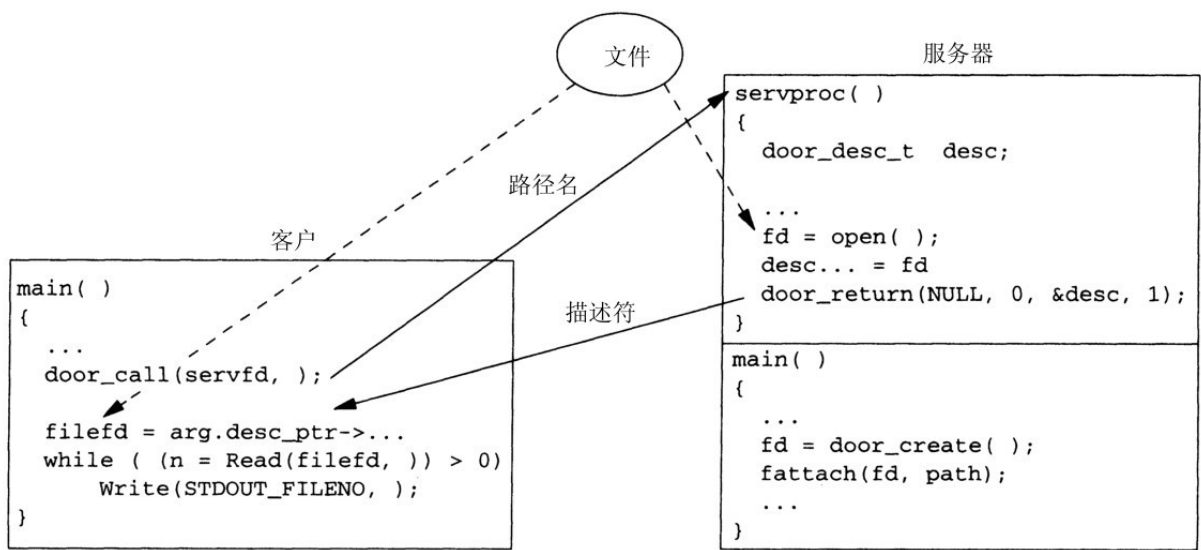 文件
服务器
servproc( )
{
door_desc_t  desc;
...
fd = open( );
desc... = fd
door_return(NULL, 0, &desc, 1);
}
main( )
{
...
fd = door_create( );
fattach(fd, path);
...
}
路径名
描述符
客户
main( )
{
...
door_call(servfd, );
filefd = arg.desc_ptr->...
while ( (n = Read(filefd, )) > 0)
Write(STDOUT_FILENO, );
}